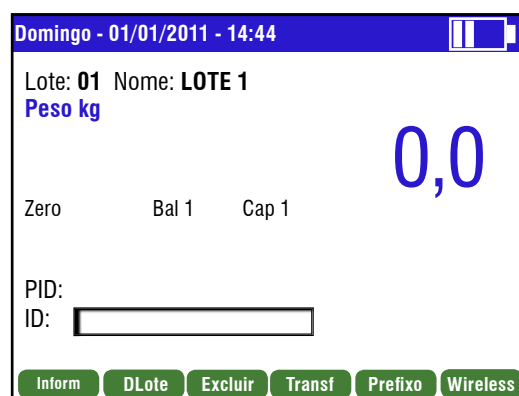 Domingo - 01/01/2011 - 14:44
Lote: 01 Nome: LOTE 1
Peso kg
0,0
Zero Bal 1 Cap 1
PID:
ID:
Inform DLote Excluir Transf Prefixo Wireless